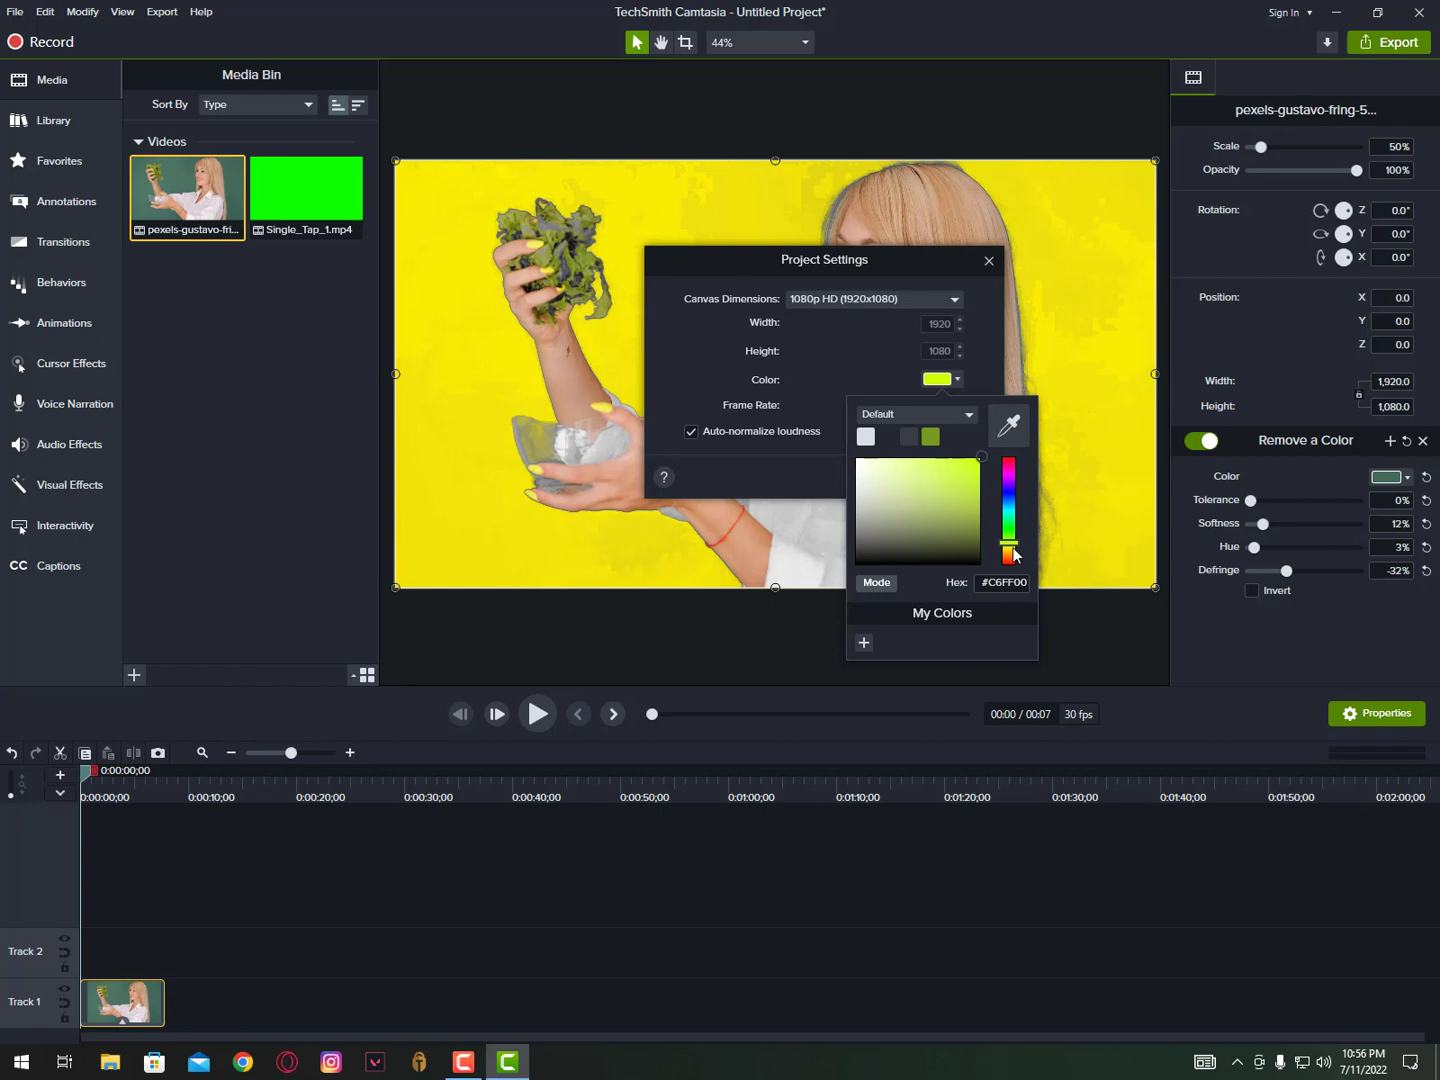 File Edit Modify View Export Help
TechSmith Camtasia - Untitled Project*
Sign In
Record
44%
Export
Media
Library
Favorites
Annotations
Transitions
Behaviors
Animations
Cursor Effects
Voice Narration
Audio Effects
Visual Effects
Interactivity
CC Captions
Media Bin
Sort By Type
Videos
pexels-gustavo-fri...
Single_Tap_1.mp4
Project Settings
Canvas Dimensions: 1080p HD (1920x1080)
Width: 1920
Height: 1080
Color:
Frame Rate:
Auto-normalize loudness
?
Default
Mode Hex: #C6FF00
My Colors
+
pexels-gustavo-fring-5...
Scale 50%
Opacity 100%
Rotation: Z 0.0°
Y 0.0°
X 0.0°
Position: X 0.0
Y 0.0
Z 0.0
Width: 1,920.0
Height: 1,080.0
Remove a Color
Color
Tolerance 0%
Softness 12%
Hue 3%
Defringe -32%
Invert
00:00 / 00:07 30 fps
Properties
0:00:00;00
0:00:00;00 0:00:10;00 0:00:20;00 0:00:30;00 0:00:40;00 0:00:50;00 0:01:00;00 0:01:10;00 0:01:20;00 0:01:30;00 0:01:40;00 0:01:50;00 0:02:00;00
Track 2
Track 1
10:56 PM
7/11/2022